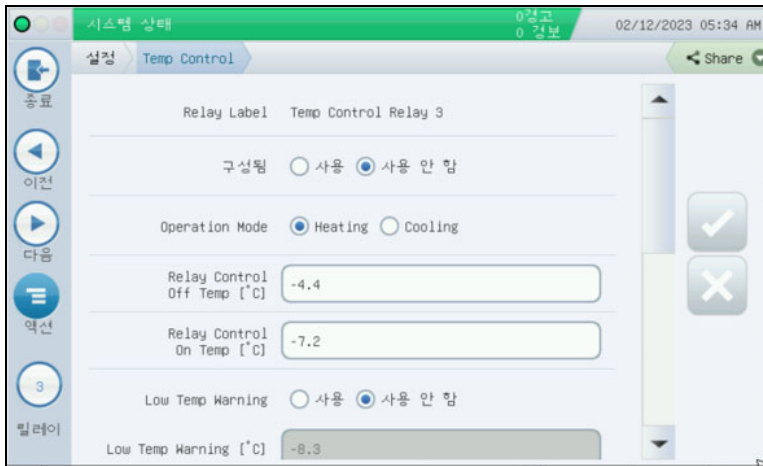 시스템 상태
0경고
0 경보
02/12/2023 05:34 AM
종료
설정
Temp Control
Share
Relay Label
Temp Control Relay 3
이전
구성됨
사용
사용 안 함
다음
Operation Mode
Heating
Cooling
액션
Relay Control
Off Temp [°C]
-4.4
Relay Control
On Temp [°C]
-7.2
3
릴레이
Low Temp Warning
사용
사용 안 함
Low Temp Warning [°C]
-8.3